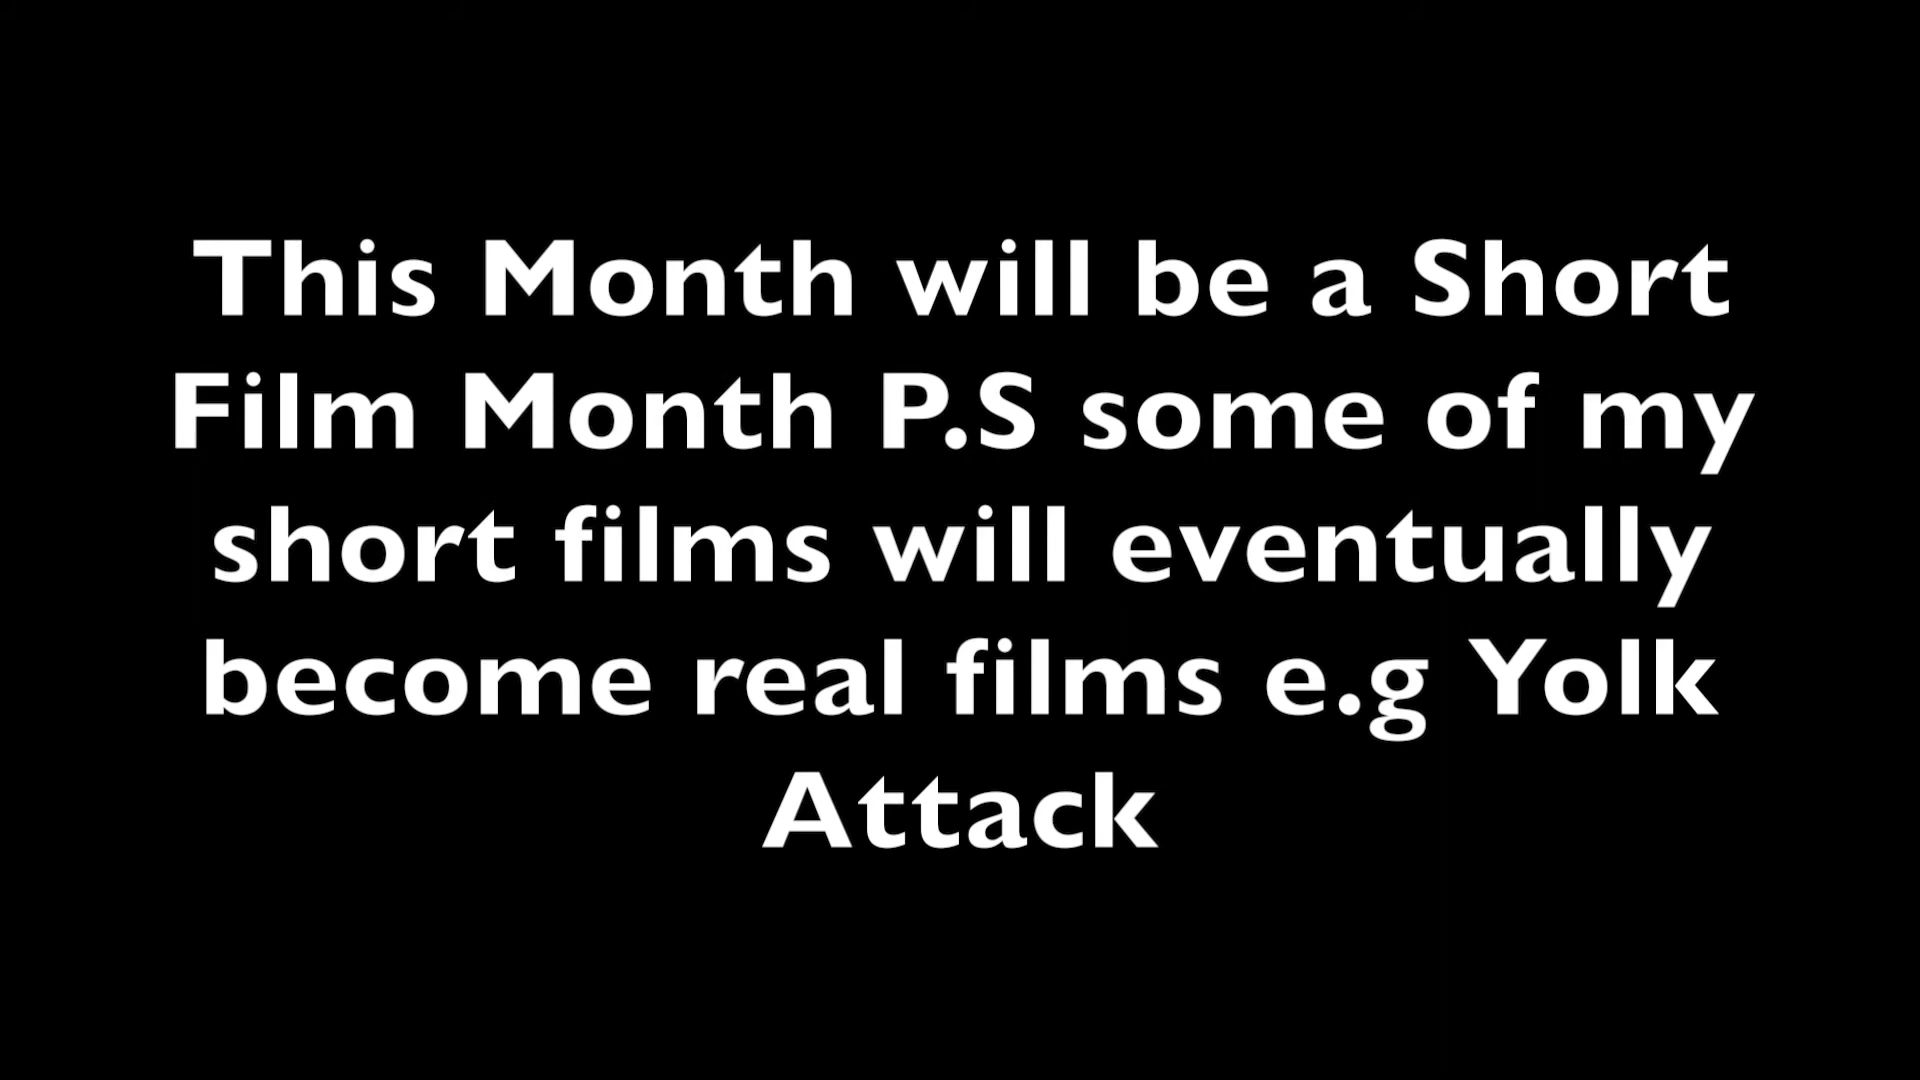 This Month will be a Short
Film Month P.S some of my
short films will eventually
become real films e.g Yolk
Attack